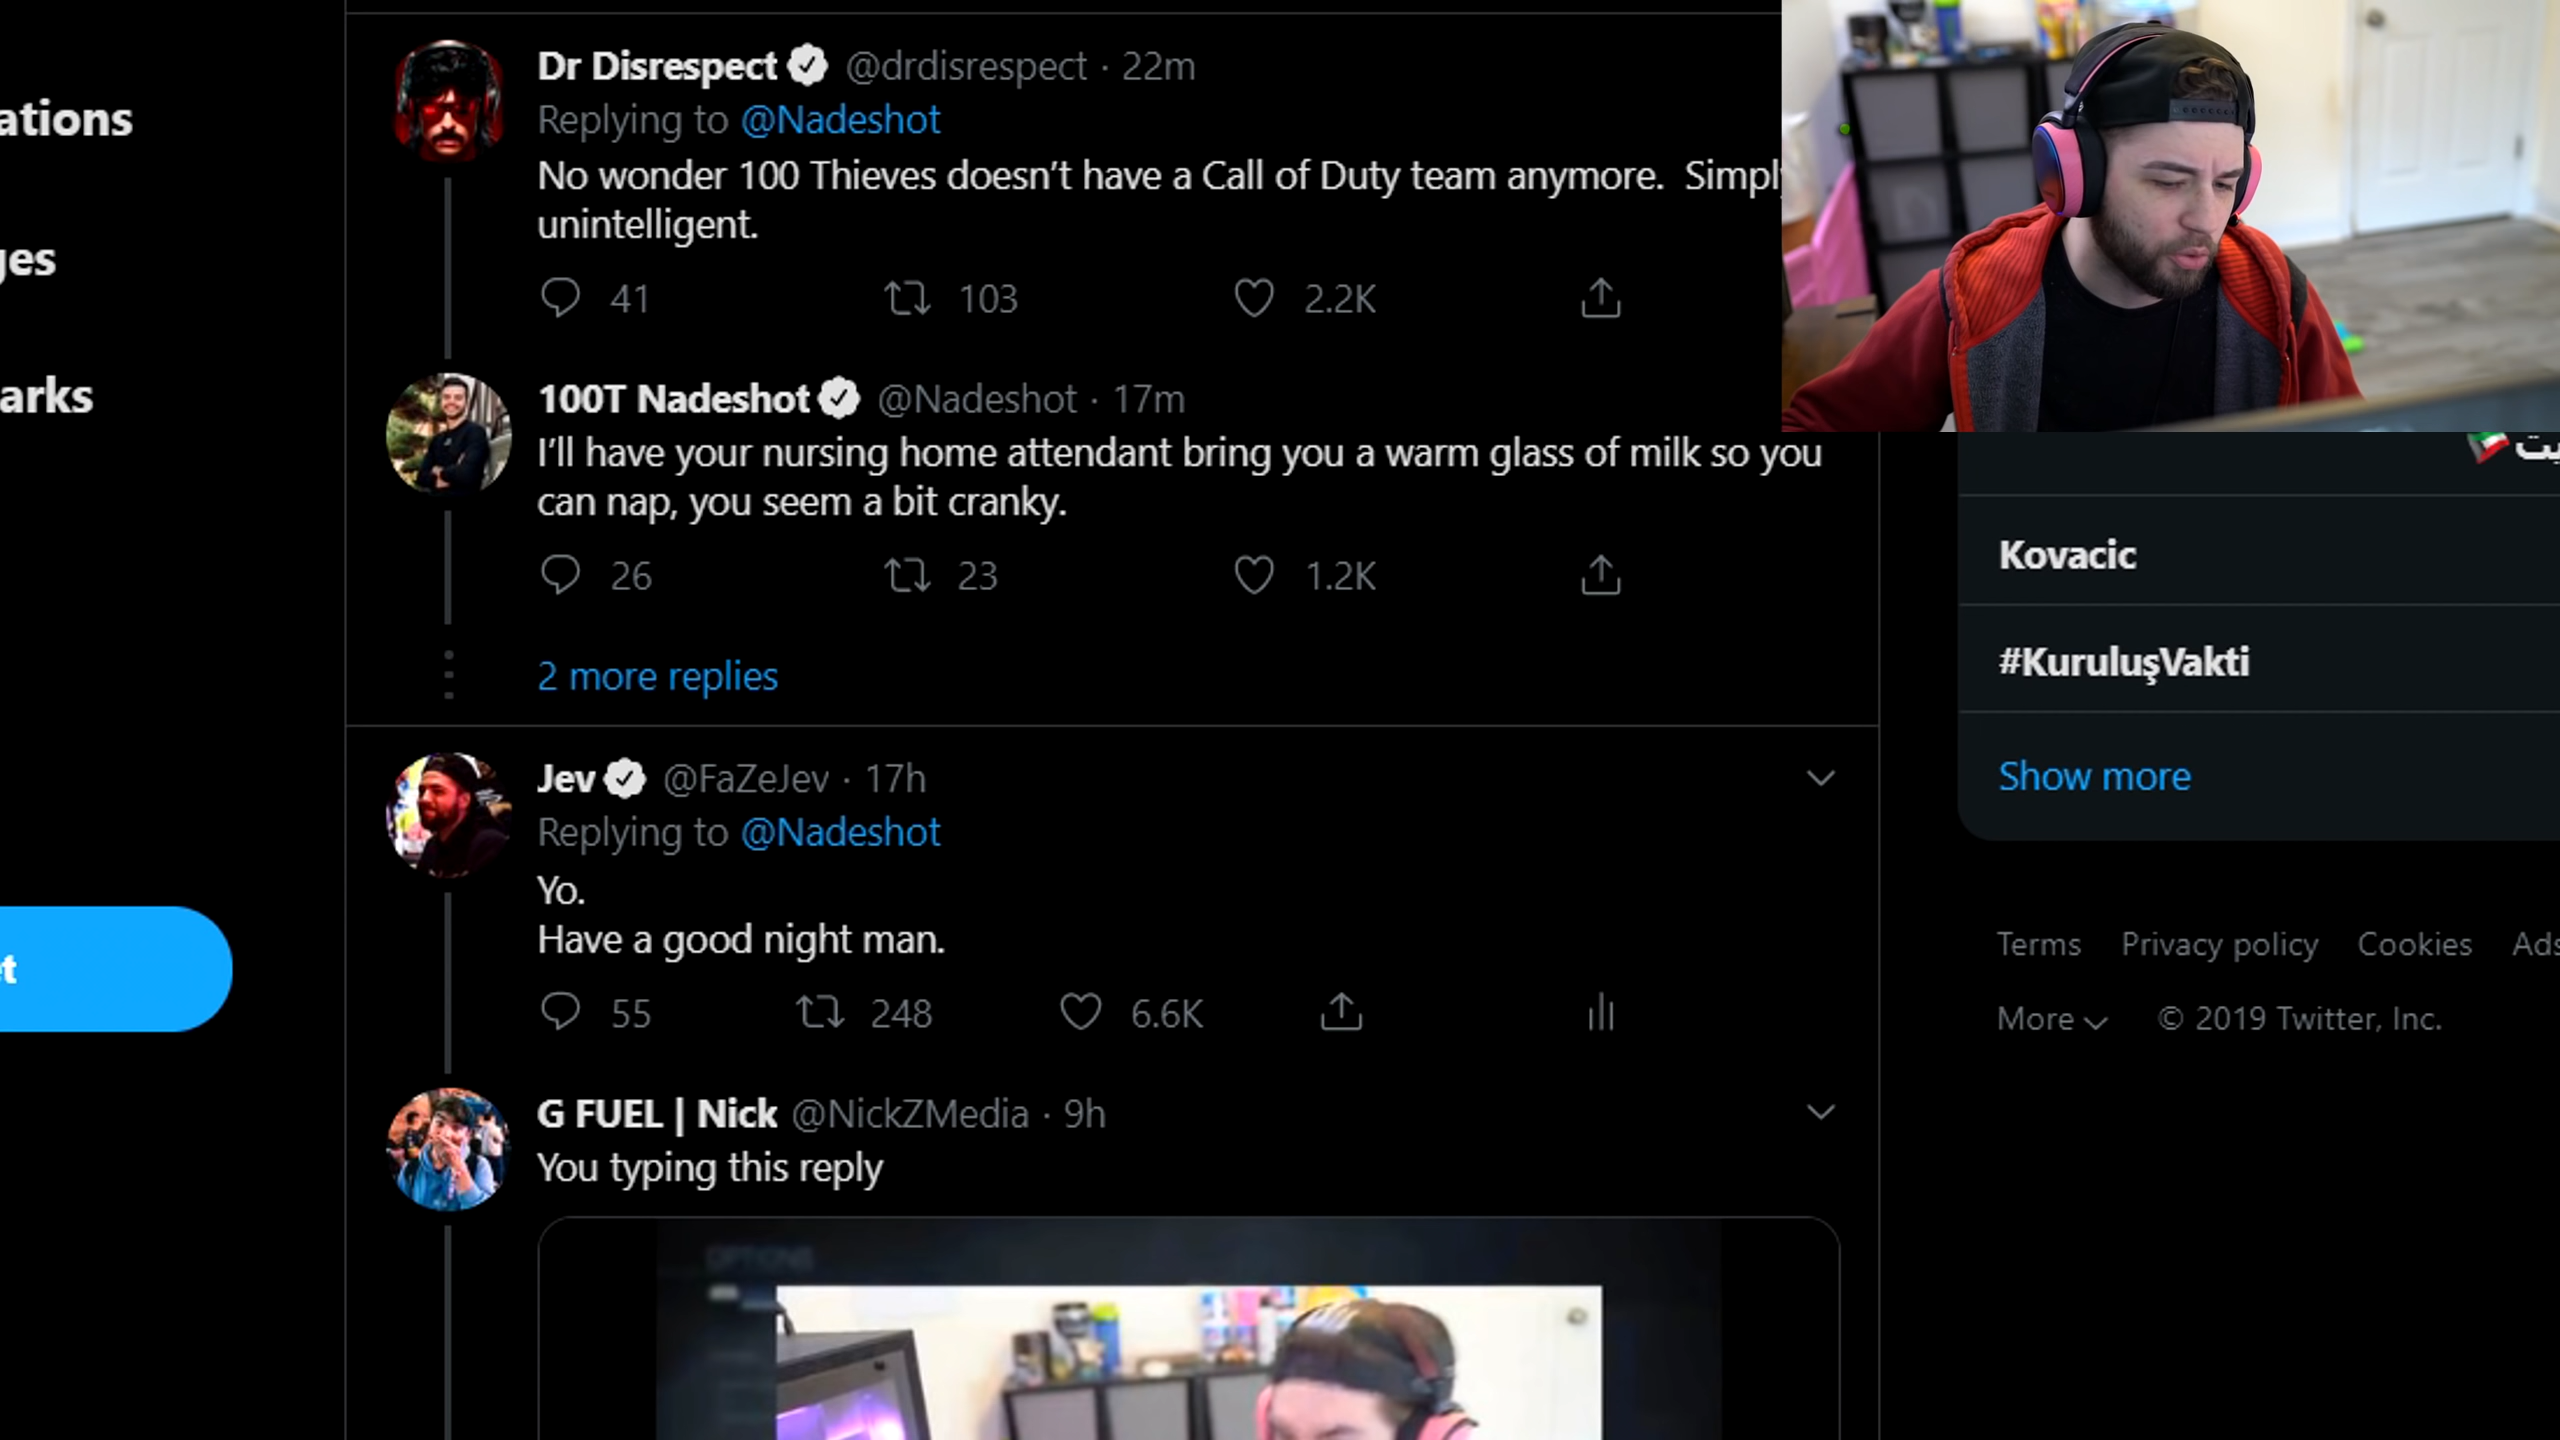 Dr Disrespect @drdisrespect · 22m
Replying to @Nadeshot
No wonder 100 Thieves doesn't have a Call of Duty team anymore.
unintelligent.
41 103 2.2K
100T Nadeshot @Nadeshot · 17m
I'll have your nursing home attendant bring you a warm glass of milk so you
can nap, you seem a bit cranky.
26 23 1.2K
2 more replies
Jev @FaZeJev · 17h
Replying to @Nadeshot
Yo.
Have a good night man.
55 248 6.6K
G FUEL | Nick @NickZMedia · 9h
You typing this reply
OPTIONS
ations
ges
arks
et
Kovacic
#KuruluşVakti
Show more
Terms Privacy policy Cookies Ads
More © 2019 Twitter, Inc.